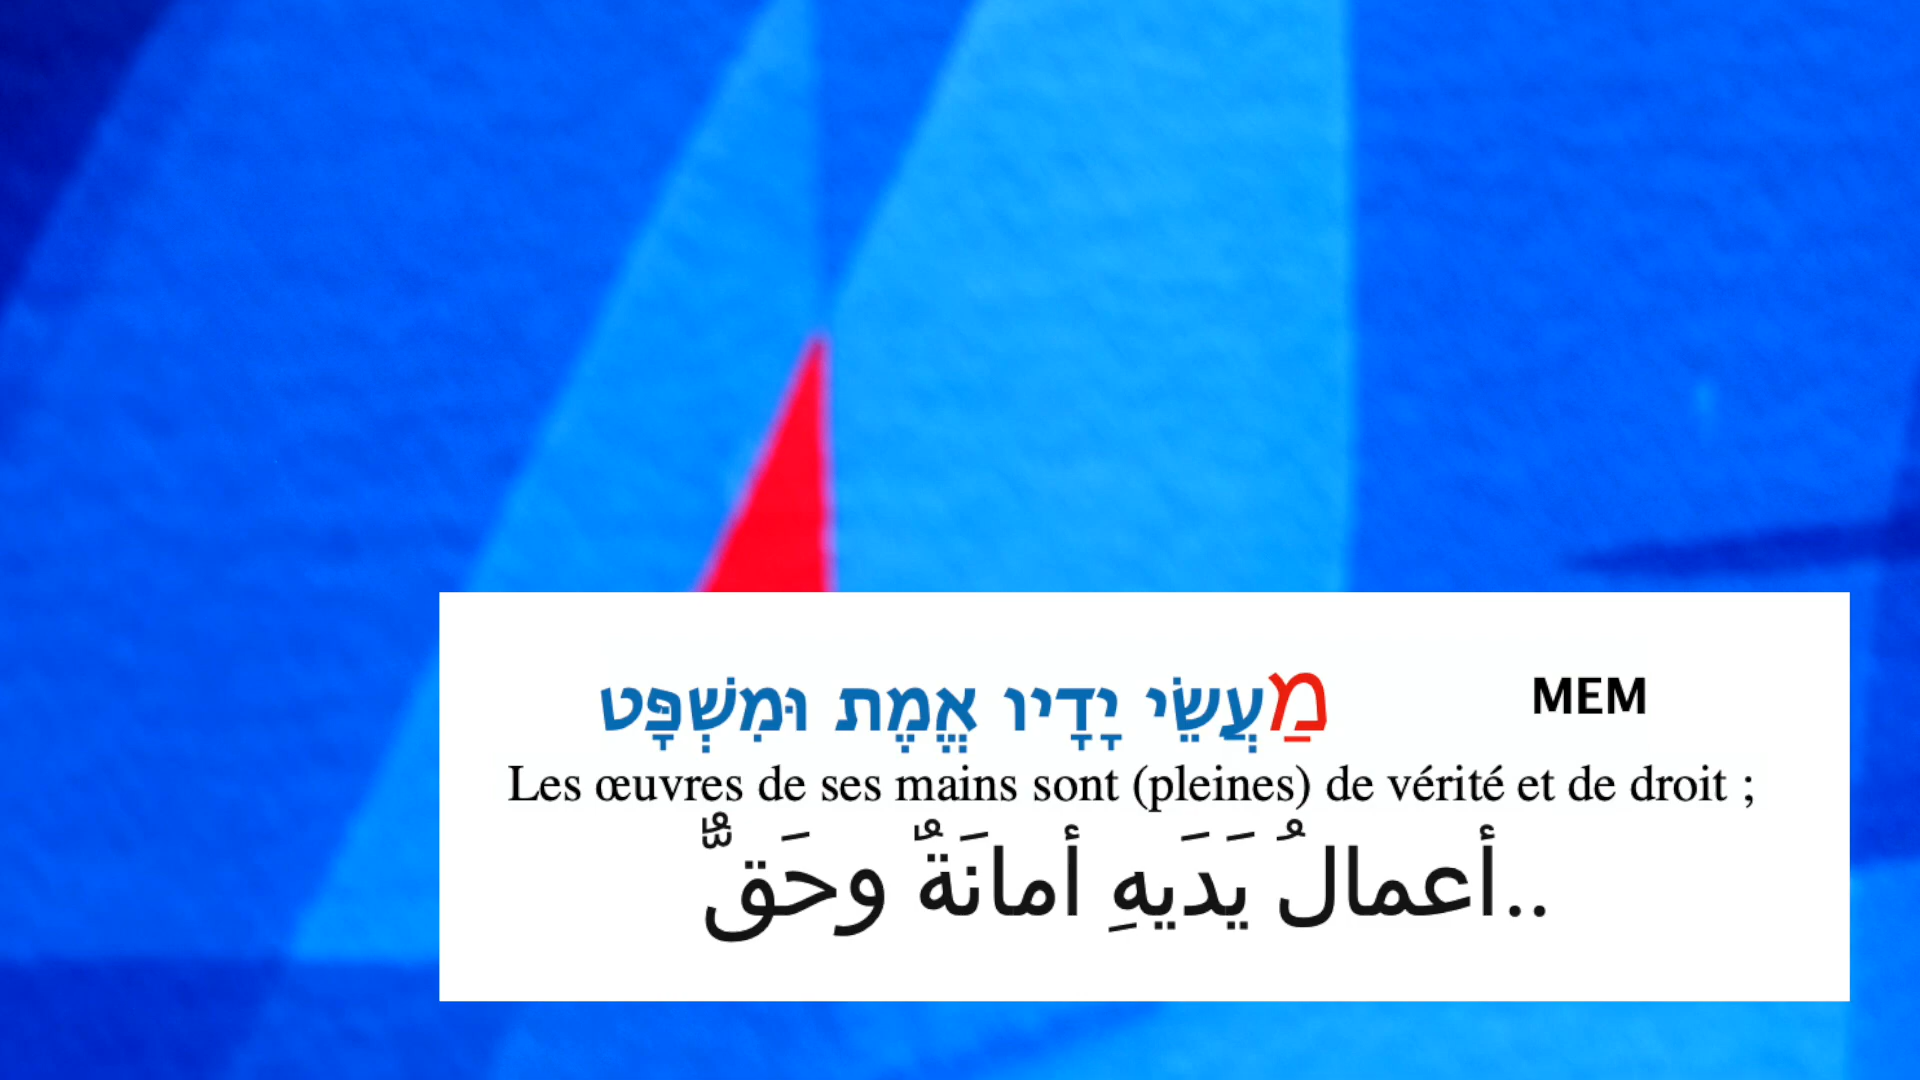 מַעֲשֵׂי יָדָיו אֱמֶת וּמִשְׁפָּט MEM
Les œuvres de ses mains sont (pleines) de vérité et de droit ;
..أعمالُ يَدَيهِ أمانَةٌ وحَقٌّ